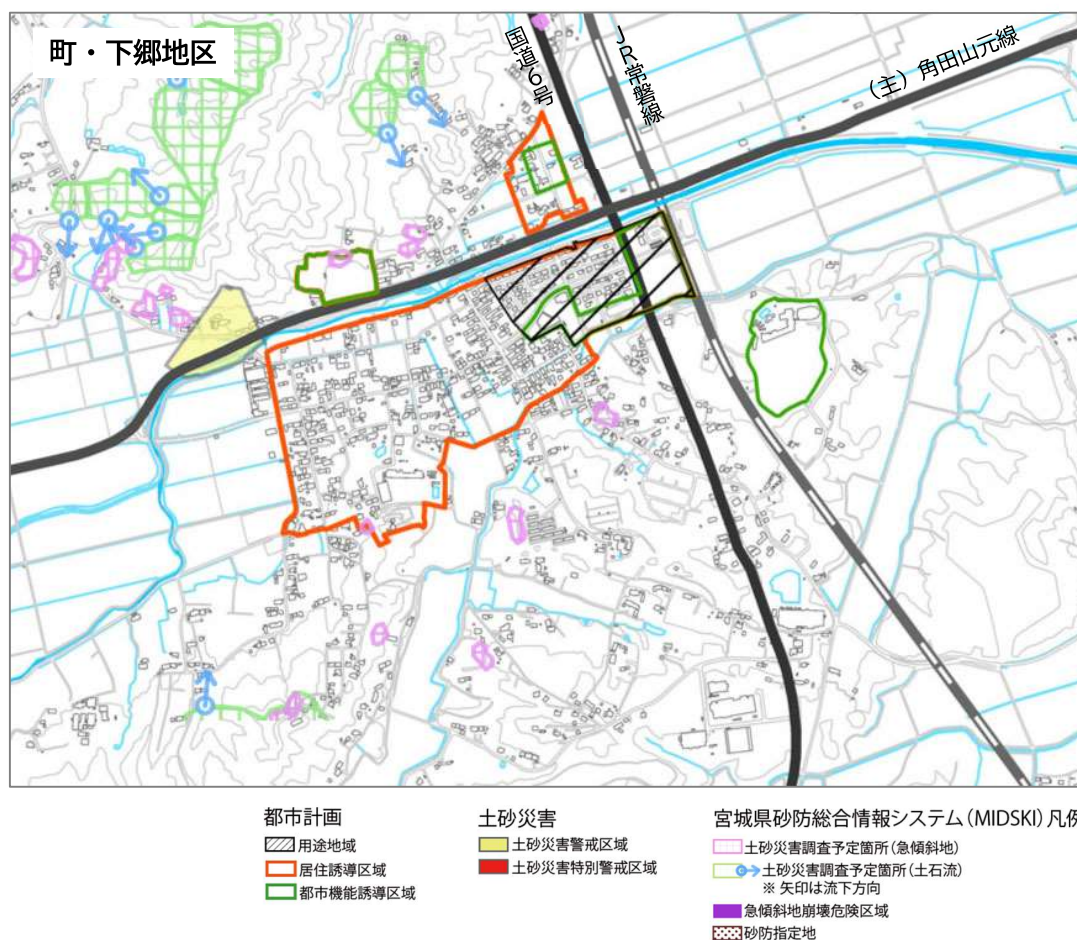 町・下郷地区
国道6号
JR常磐線
（主）角田山元線
都市計画
用途地域
居住誘導区域
都市機能誘導区域
土砂災害
土砂災害警戒区域
土砂災害特別警戒区域
宮城県砂防総合情報システム（MIDSKI）凡例
土砂災害調査予定箇所（急傾斜地）
土砂災害調査予定箇所（土石流）
※ 矢印は流下方向
急傾斜地崩壊危険区域
砂防指定地